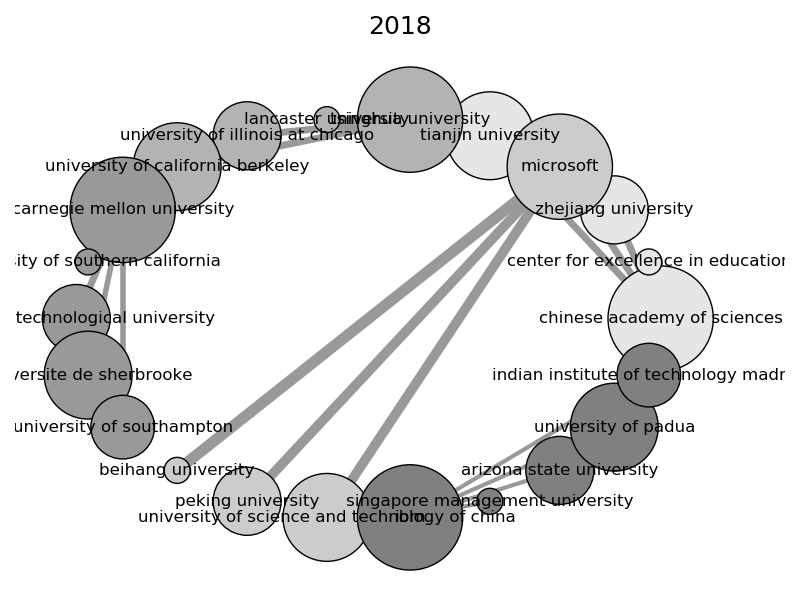 2018
lancaster university
tsinghua university
university of illinois at chicago
tianjin university
university of california berkeley
microsoft
carnegie mellon university
zhejiang university
sity of southern california
center for excellence in education
technological university
chinese academy of sciences
versite de sherbrooke
indian institute of technology madr
university of southampton
university of padua
beihang university
arizona state university
peking university
singapore management university
university of science and technology of china
ibm